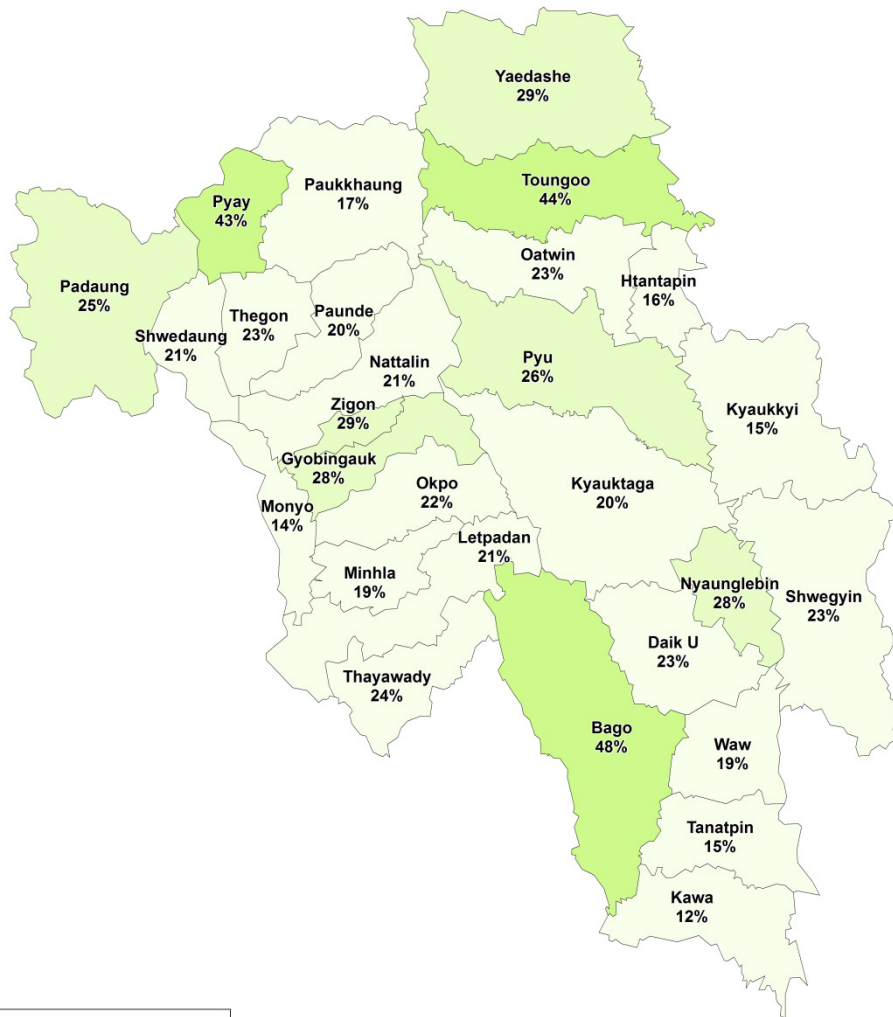 Yaedashe
29%
Toungoo
44%
Paukkhaung
17%
Pyay
43%
Oatwin
23%
Htantapin
16%
Padaung
25%
Shwedaung
21%
Thegon
23%
Paunde
20%
Nattalin
21%
Pyu
26%
Kyaukkyi
15%
Zigon
29%
Gyobingauk
28%
Okpo
22%
Kyauktaga
20%
Monyo
14%
Letpadan
21%
Minhla
19%
Nyaunglebin
28%
Shwegyin
23%
Daik U
23%
Thayawady
24%
Bago
48%
Waw
19%
Tanatpin
15%
Kawa
12%